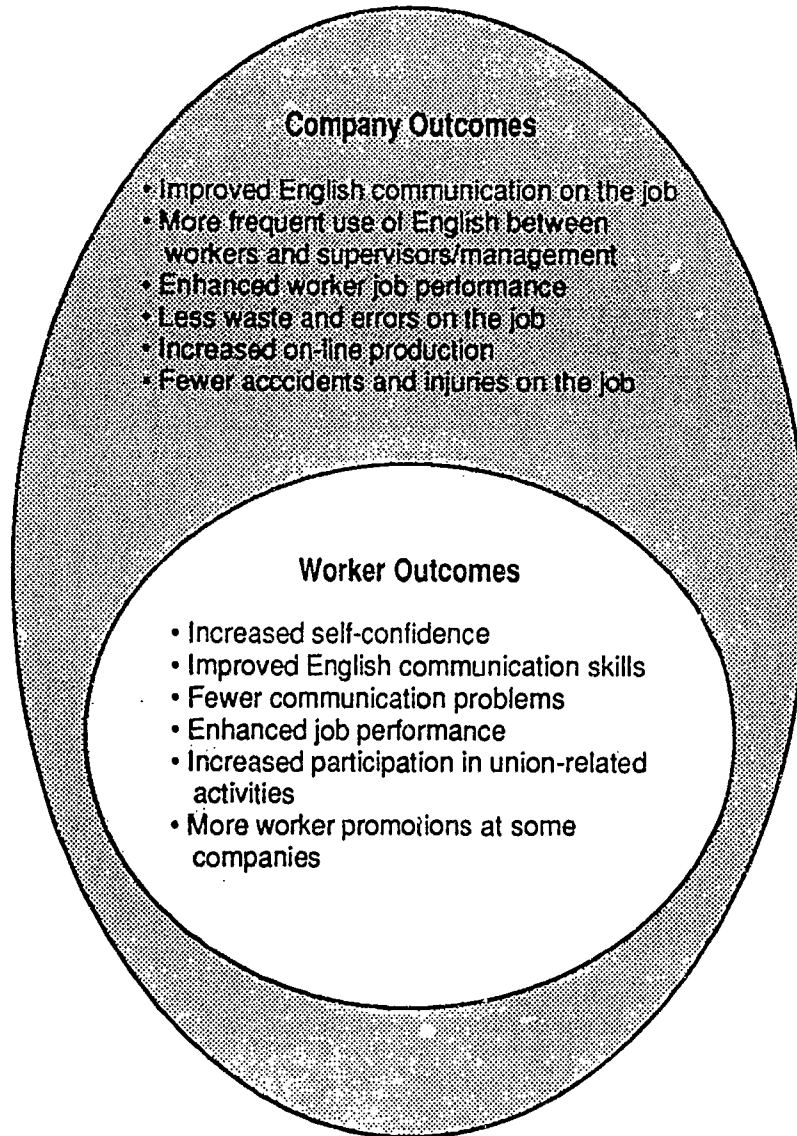 Company Outcomes
• Improved English communication on the job
• More frequent use of English between
workers and supervisors/management
• Enhanced worker job performance
• Less waste and errors on the job
• Increased on-line production
• Fewer acccidents and injuries on the job
Worker Outcomes
• Increased self-confidence
• Improved English communication skills
• Fewer communication problems
• Enhanced job performance
• Increased participation in union-related
activities
• More worker promotions at some
companies